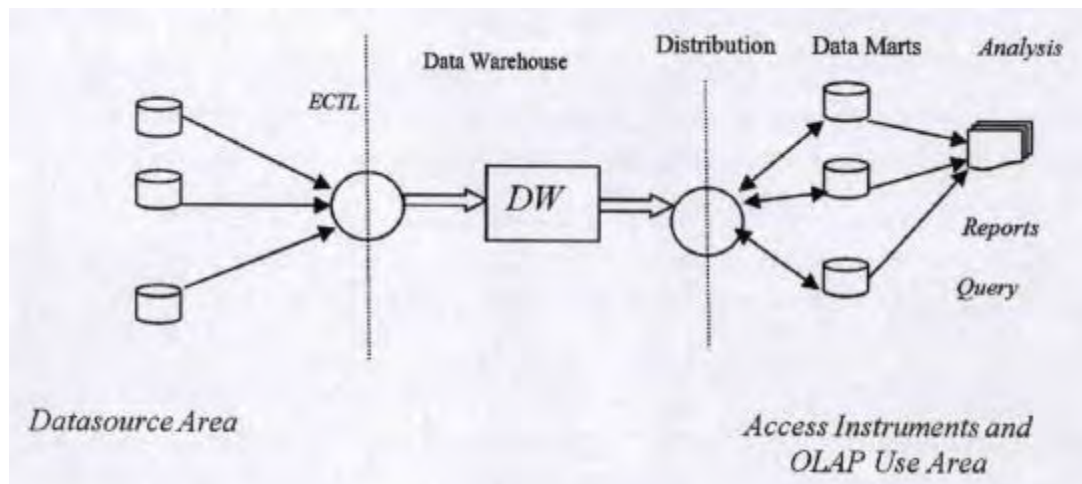 Distribution
Data Marts
Analysis
Data Warehouse
ECTL
DW
Reports
Query
Datasource Area
Access Instruments and
OLAP Use Area